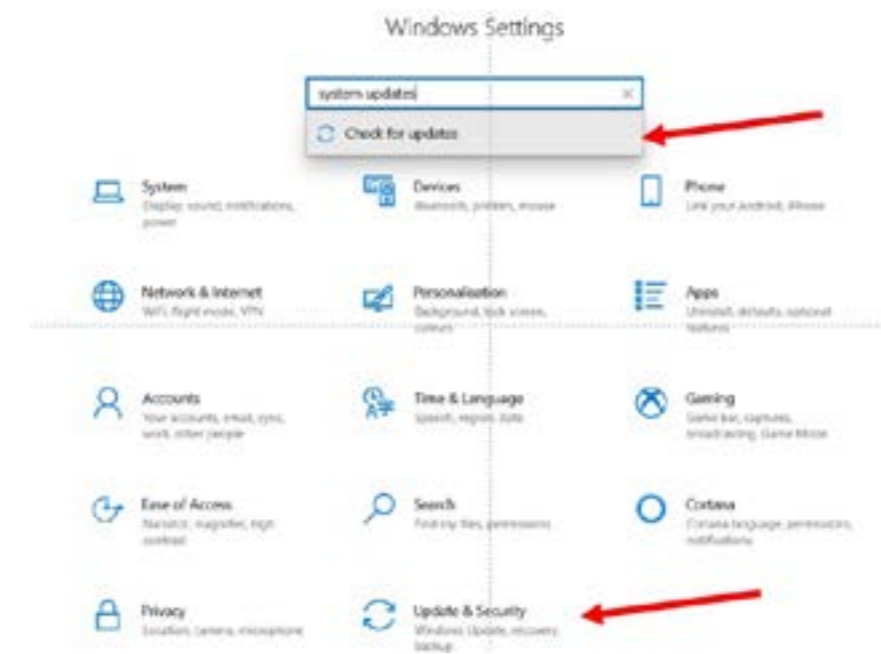 Windows Settings
system updates
Check for updates
System
Display, sound, notifications,
power
Devices
Bluetooth, printers, mouse
Phone
Link your Android, iPhone
Network & Internet
WiFi, flight mode, VPN
Personalisation
Background, lock screen,
colours
Apps
Uninstall, defaults, optional
features
Accounts
Your accounts, email, sync,
work, other people
Time & Language
Speech, region, date
Gaming
Game bar, captures,
broadcasting, Game Mode
Ease of Access
Narrator, magnifier, high
contrast
Search
Find my files, permissions
Cortana
Cortana language, permissions,
notifications
Privacy
Location, camera, microphone
Update & Security
Windows Update, recovery,
backup